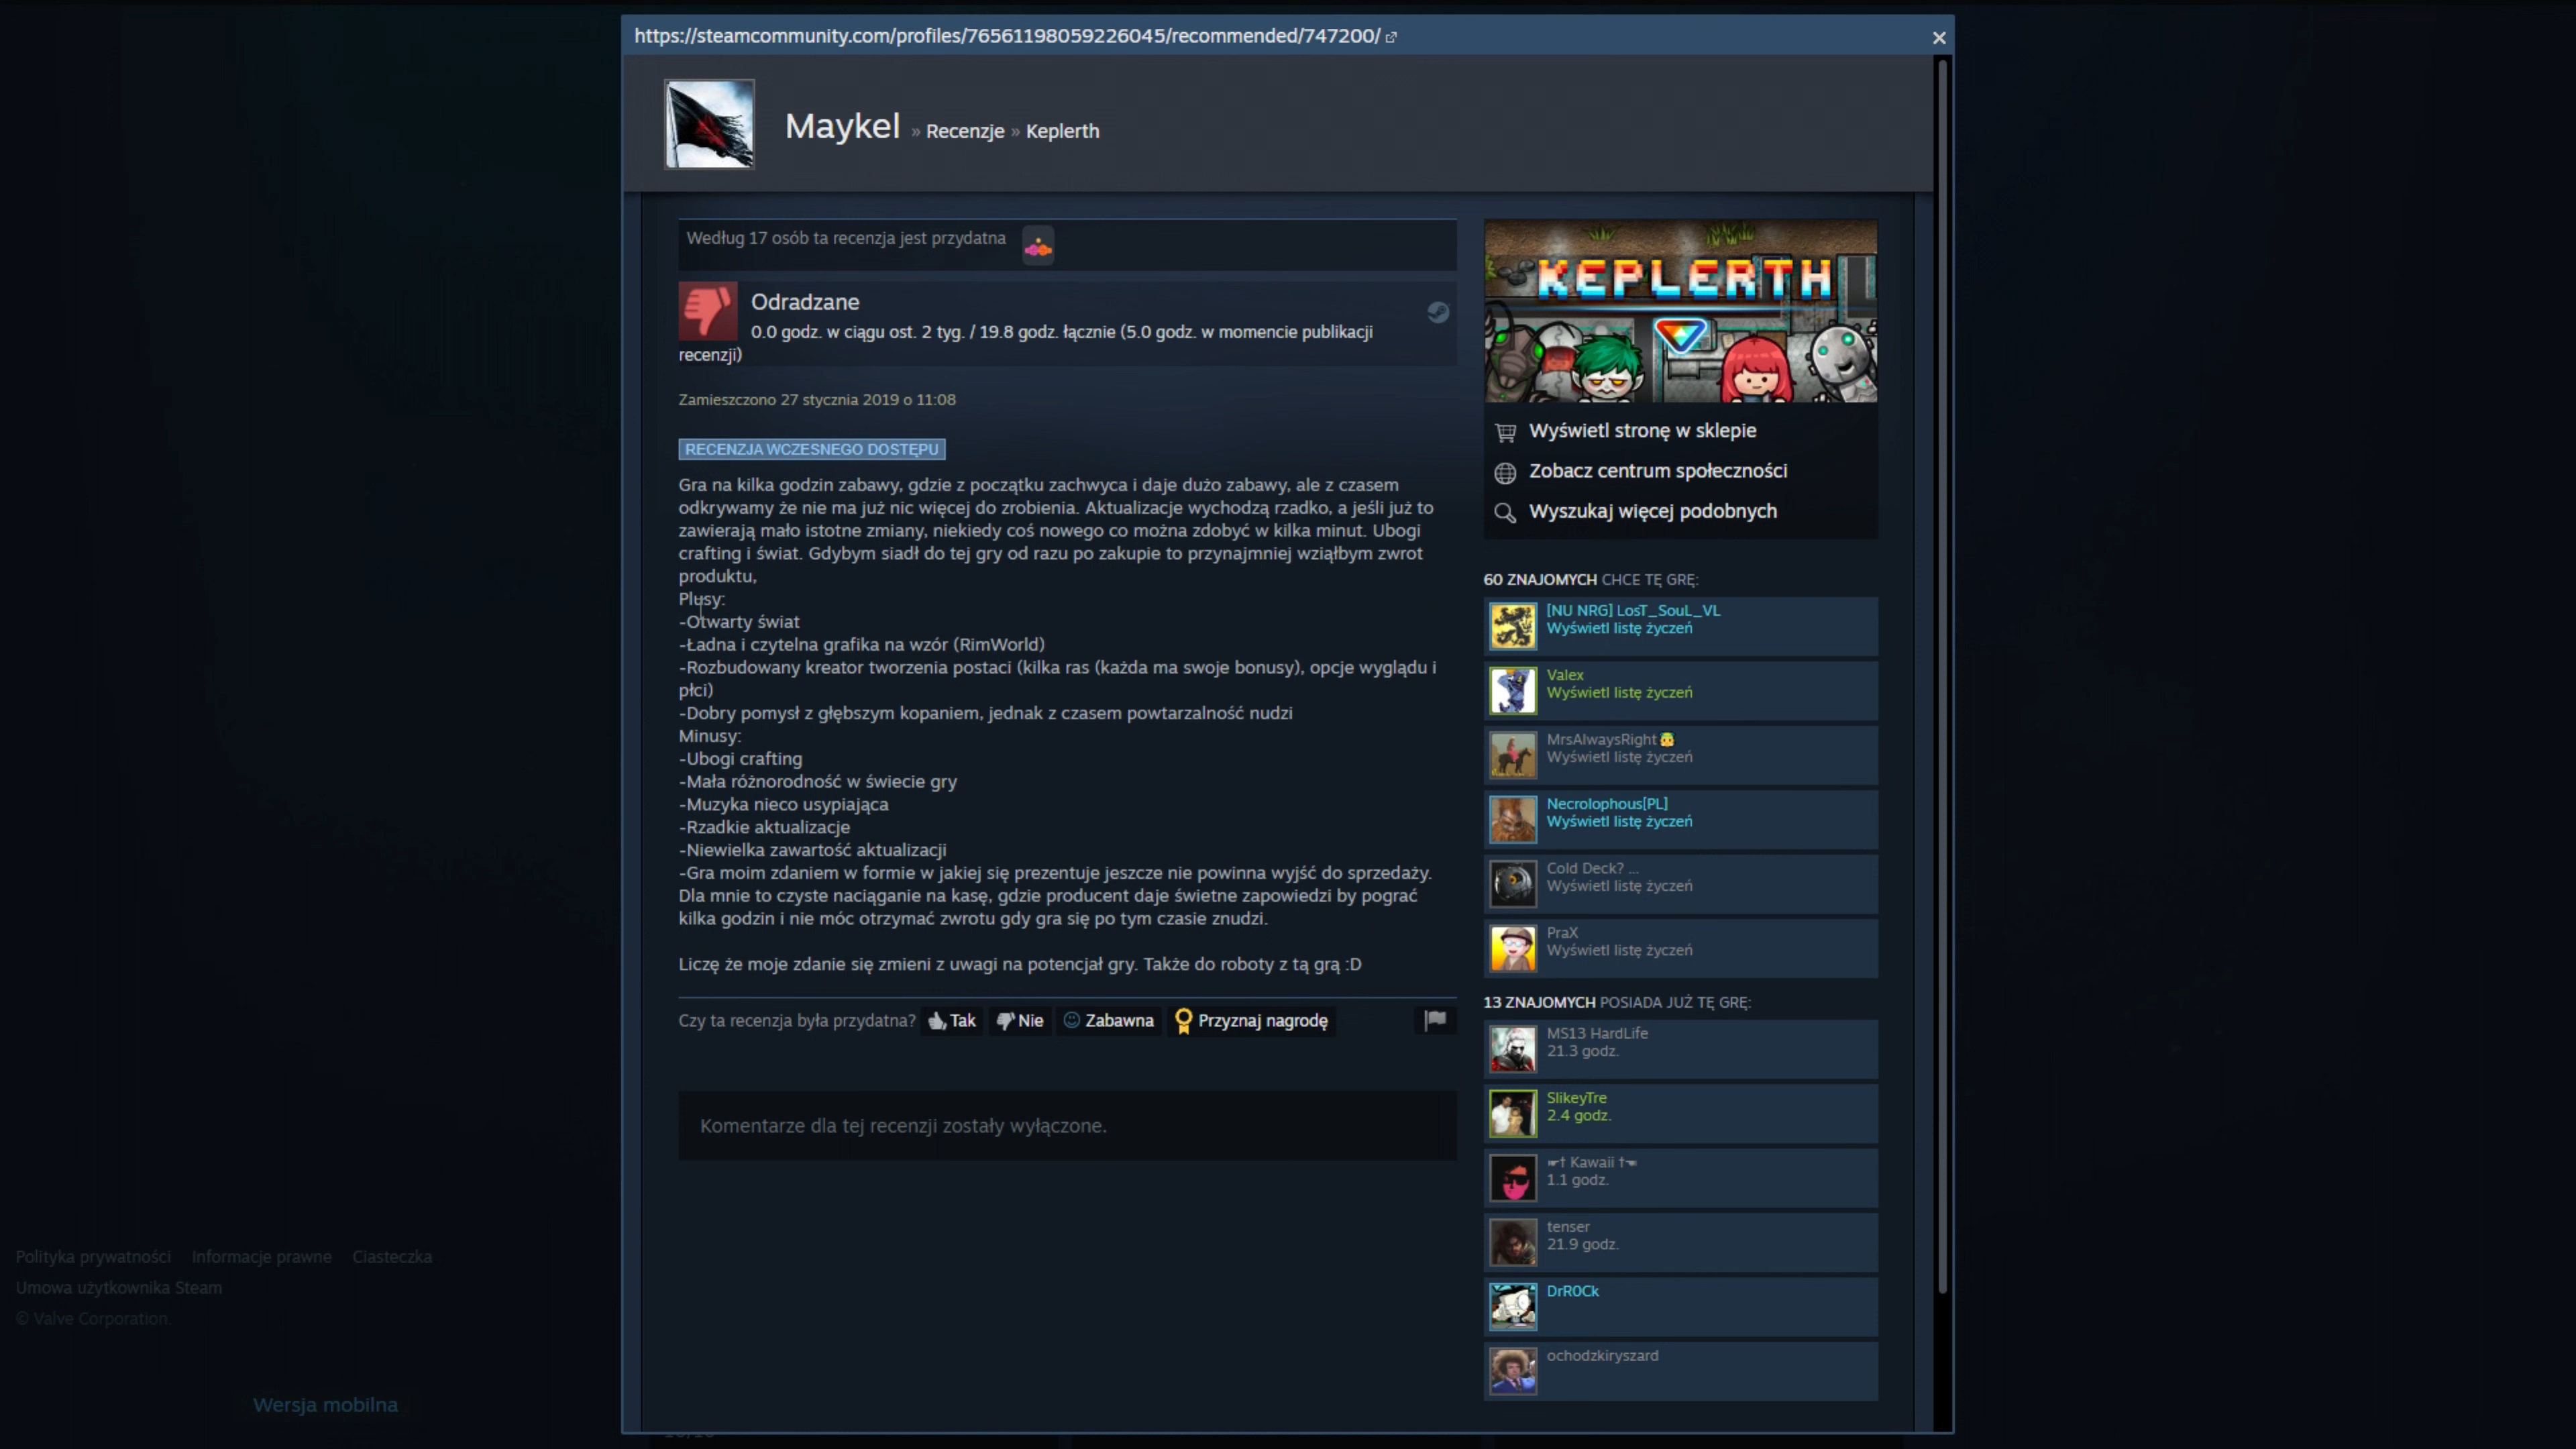 https://steamcommunity.com/profiles/76561198059226045/recommended/747200/
Maykel » Recenzje » Keplerth
Według 17 osób ta recenzja jest przydatna
Odradzane
0.0 godz. w ciągu ost. 2 tyg. / 19.8 godz. łącznie (5.0 godz. w momencie publikacji
recenzji)
Zamieszczono 27 stycznia 2019 o 11:08
RECENZJA WCZESNEGO DOSTĘPU
Gra na kilka godzin zabawy, gdzie z początku zachwyca i daje dużo zabawy, ale z czasem
odkrywamy że nie ma już nic więcej do zrobienia. Aktualizacje wychodzą rzadko, a jeśli już to
zawierają mało istotne zmiany, niekiedy coś nowego co można zdobyć w kilka minut. Ubogi
crafting i świat. Gdybym siadł do tej gry od razu po zakupie to przynajmniej wziąłbym zwrot
produktu,
Plusy:
-Otwarty świat
-Ładna i czytelna grafika na wzór (RimWorld)
-Rozbudowany kreator tworzenia postaci (kilka ras (każda ma swoje bonusy), opcje wyglądu i
płci)
-Dobry pomysł z głębszym kopaniem, jednak z czasem powtarzalność nudzi
Minusy:
-Ubogi crafting
-Mała różnorodność w świecie gry
-Muzyka nieco usypiająca
-Rzadkie aktualizacje
-Niewielka zawartość aktualizacji
-Gra moim zdaniem w formie w jakiej się prezentuje jeszcze nie powinna wyjść do sprzedaży.
Dla mnie to czyste naciąganie na kasę, gdzie producent daje świetne zapowiedzi by pograć
kilka godzin i nie móc otrzymać zwrotu gdy gra się po tym czasie znudzi.
Liczę że moje zdanie się zmieni z uwagi na potencjał gry. Także do roboty z tą grą :D
Czy ta recenzja była przydatna? Tak Nie Zabawna Przyznaj nagrodę
Komentarze dla tej recenzji zostały wyłączone.
KEPLERTH
Wyświetl stronę w sklepie
Zobacz centrum społeczności
Wyszukaj więcej podobnych
60 ZNAJOMYCH CHCE TĘ GRĘ:
[NU NRG] LosT_SouL_VL
Wyświetl listę życzeń
Valex
Wyświetl listę życzeń
MrsAlwaysRight
Wyświetl listę życzeń
Necrolophous[PL]
Wyświetl listę życzeń
Cold Deck? ...
Wyświetl listę życzeń
PraX
Wyświetl listę życzeń
13 ZNAJOMYCH POSIADA JUŻ TĘ GRĘ:
MS13 HardLife
21.3 godz.
SlikeyTre
2.4 godz.
☛† Kawaii †☚
1.1 godz.
tenser
21.9 godz.
DrR0Ck
ochodzkiryszard
Polityka prywatności Informacje prawne Ciasteczka
Umowa użytkownika Steam
© Valve Corporation.
Wersja mobilna